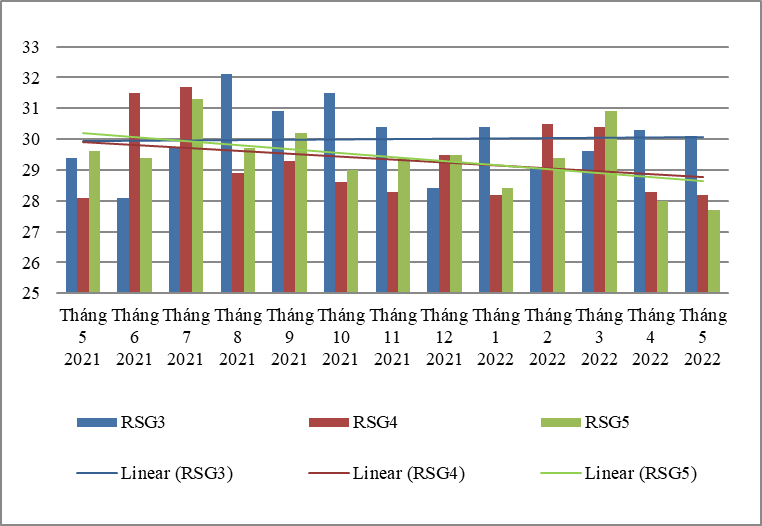 33
32
31
30
29
28
27
26
25
Tháng Tháng Tháng Tháng Tháng Tháng Tháng Tháng Tháng Tháng Tháng Tháng Tháng
5 6 7 8 9 10 11 12 1 2 3 4 5
2021 2021 2021 2021 2021 2021 2021 2021 2022 2022 2022 2022 2022
RSG3 RSG4 RSG5
Linear (RSG3) Linear (RSG4) Linear (RSG5)